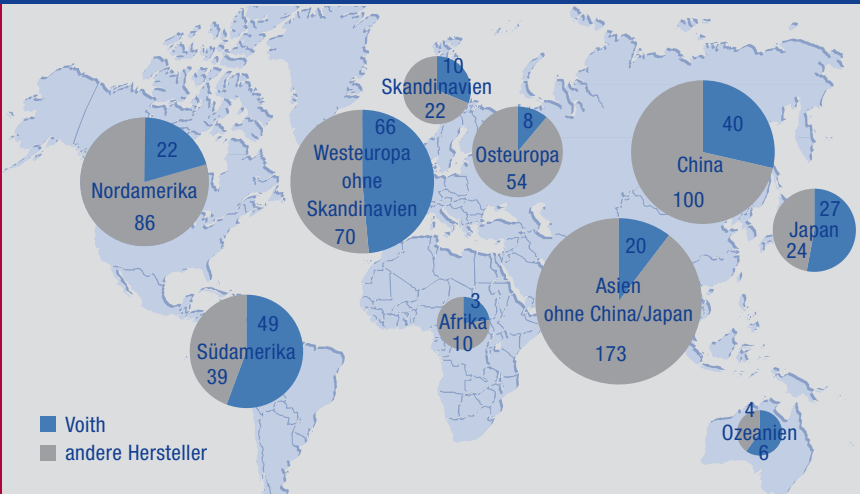 10
Skandinavien
22
66
Westeuropa
ohne
Skandinavien
70
8
Osteuropa
54
40
China
100
22
Nordamerika
86
27
Japan
24
20
Asien
ohne China/Japan
173
3
Afrika
10
49
Südamerika
39
4
Ozeanien
6
Voith
andere Hersteller